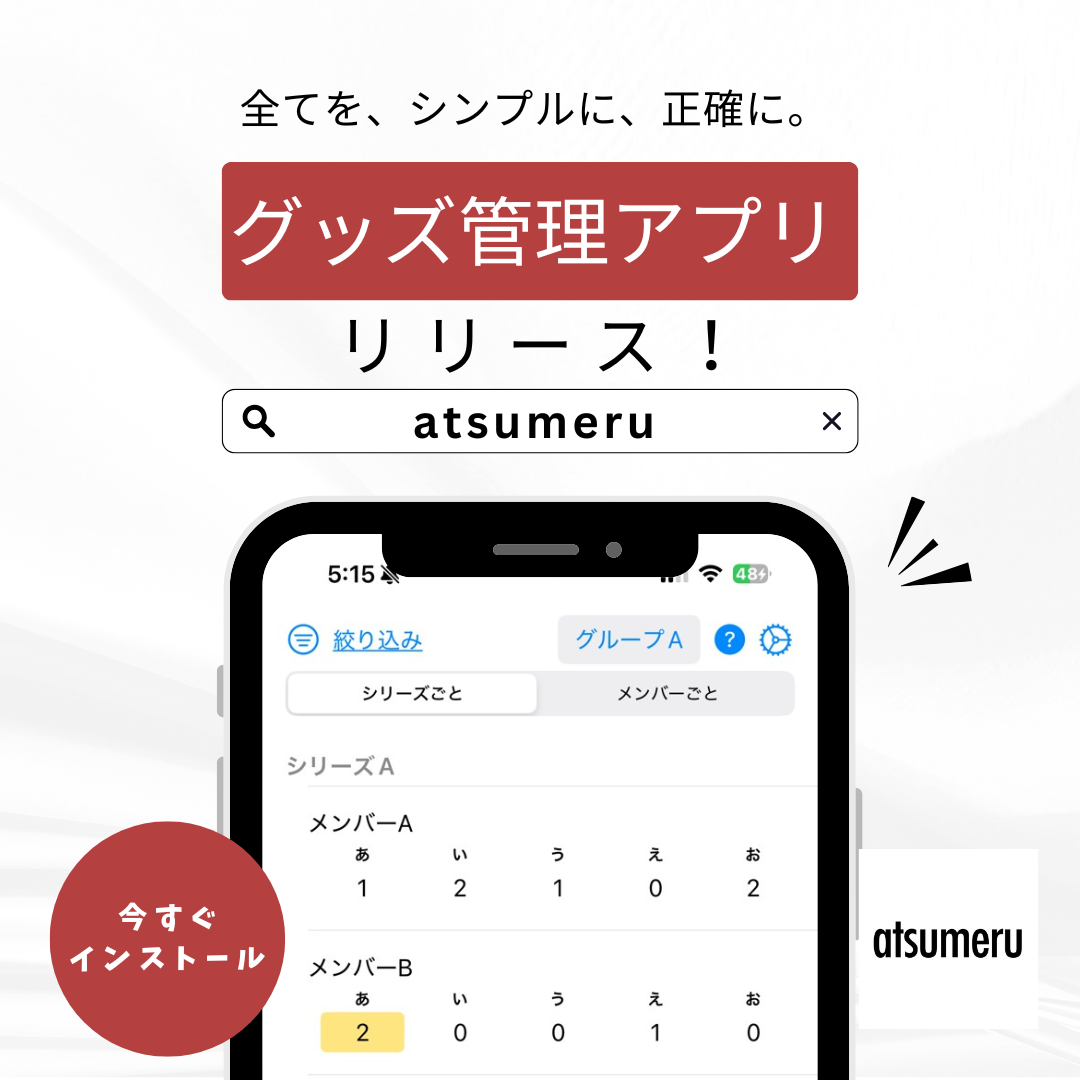 全てを、シンプルに、正確に。
グッズ管理アプリ
リリース！
atsumeru
5:15 48
絞り込み グループA ?
シリーズごと メンバーごと
シリーズA
メンバーA
あ い う え お
1 2 1 0 2
メンバーB
あ い う え お
2 0 0 1 0
今すぐ
インストール
atsumeru